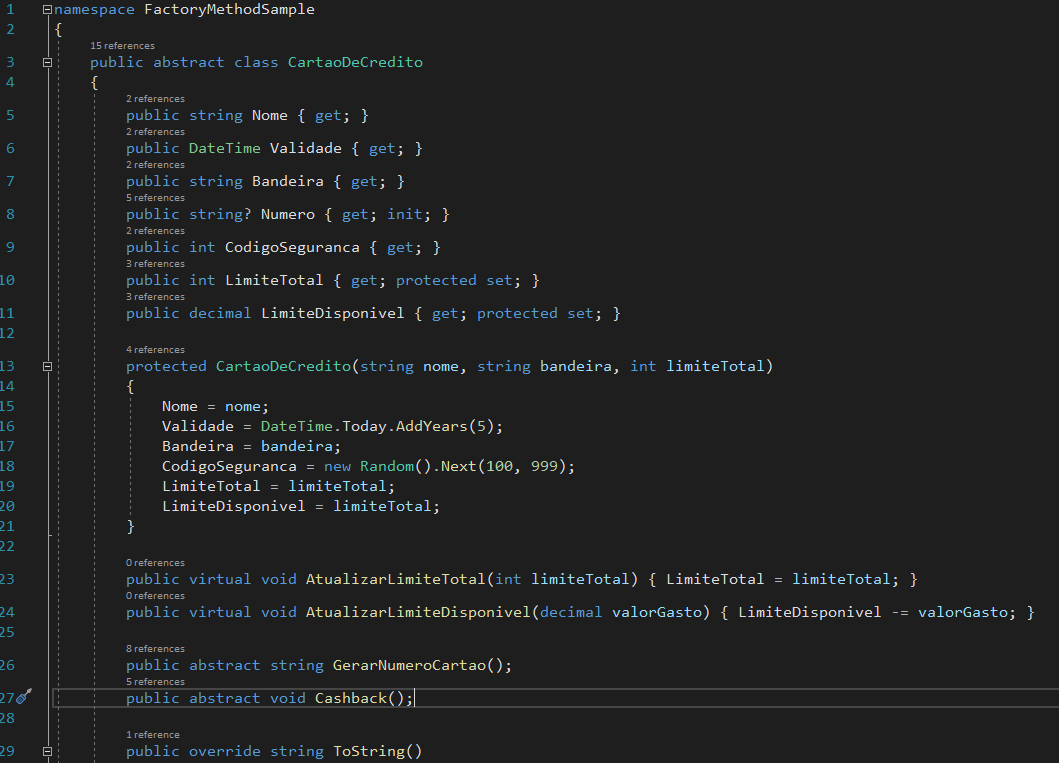 1 namespace FactoryMethodSample
2 {
15 references
3 public abstract class CartaoDeCredito
4 {
2 references
5 public string Nome { get; }
2 references
6 public DateTime Validade { get; }
2 references
7 public string Bandeira { get; }
5 references
8 public string? Numero { get; init; }
2 references
9 public int CodigoSeguranca { get; }
3 references
10 public int LimiteTotal { get; protected set; }
3 references
11 public decimal LimiteDisponivel { get; protected set; }
12
4 references
13 protected CartaoDeCredito(string nome, string bandeira, int limiteTotal)
14 {
15 Nome = nome;
16 Validade = DateTime.Today.AddYears(5);
17 Bandeira = bandeira;
18 CodigoSeguranca = new Random().Next(100, 999);
19 LimiteTotal = limiteTotal;
20 LimiteDisponivel = limiteTotal;
21 }
22
0 references
23 public virtual void AtualizarLimiteTotal(int limiteTotal) { LimiteTotal = limiteTotal; }
0 references
24 public virtual void AtualizarLimiteDisponivel(decimal valorGasto) { LimiteDisponivel -= valorGasto; }
25
8 references
26 public abstract string GerarNumeroCartao();
5 references
27 public abstract void Cashback();
28
1 reference
29 public override string ToString()